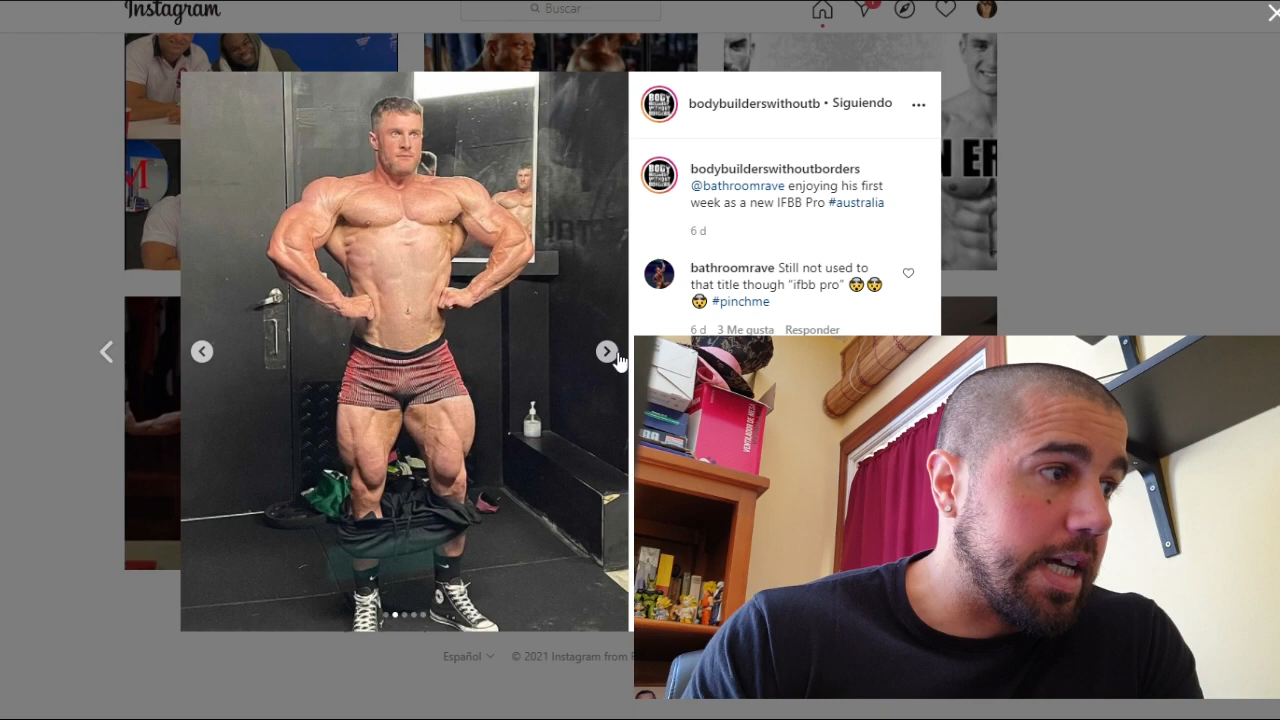 Instagram
Buscar
bodybuilderswithoutb • Siguiendo
bodybuilderswithoutborders
@bathroomrave enjoying his first
week as a new IFBB Pro #australia
6 d
bathroomrave Still not used to
that title though "ifbb pro" 🤯🤯
🤯 #pinchme
6 d 3 Me gusta Responder
Español
© 2021 Instagram from